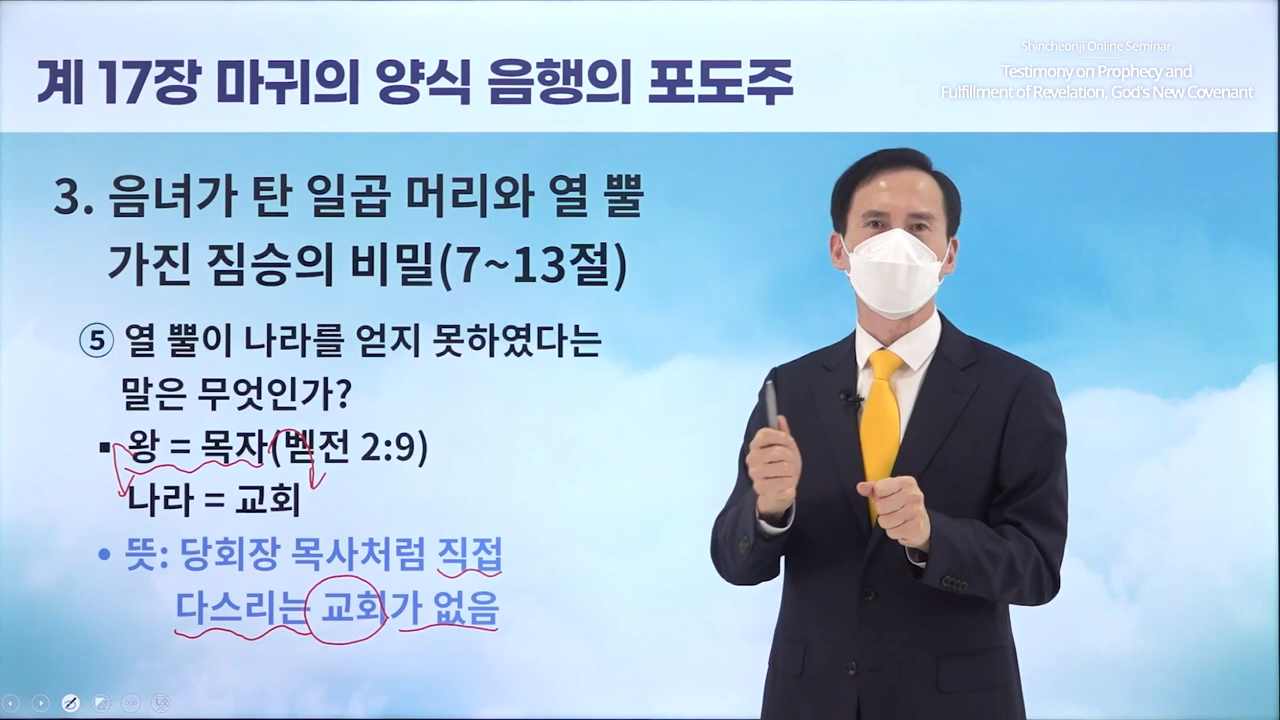 계 17장 마귀의 양식 음행의 포도주
Shincheonji Online Seminar
Testimony on Prophecy and
Fulfillment of Revelation, God's New Covenant
3. 음녀가 탄 일곱 머리와 열 뿔
가진 짐승의 비밀(7~13절)
⑤ 열 뿔이 나라를 얻지 못하였다는
말은 무엇인가?
▪ 왕 = 목자(벧전 2:9)
나라 = 교회
• 뜻: 당회장 목사처럼 직접
다스리는 교회가 없음